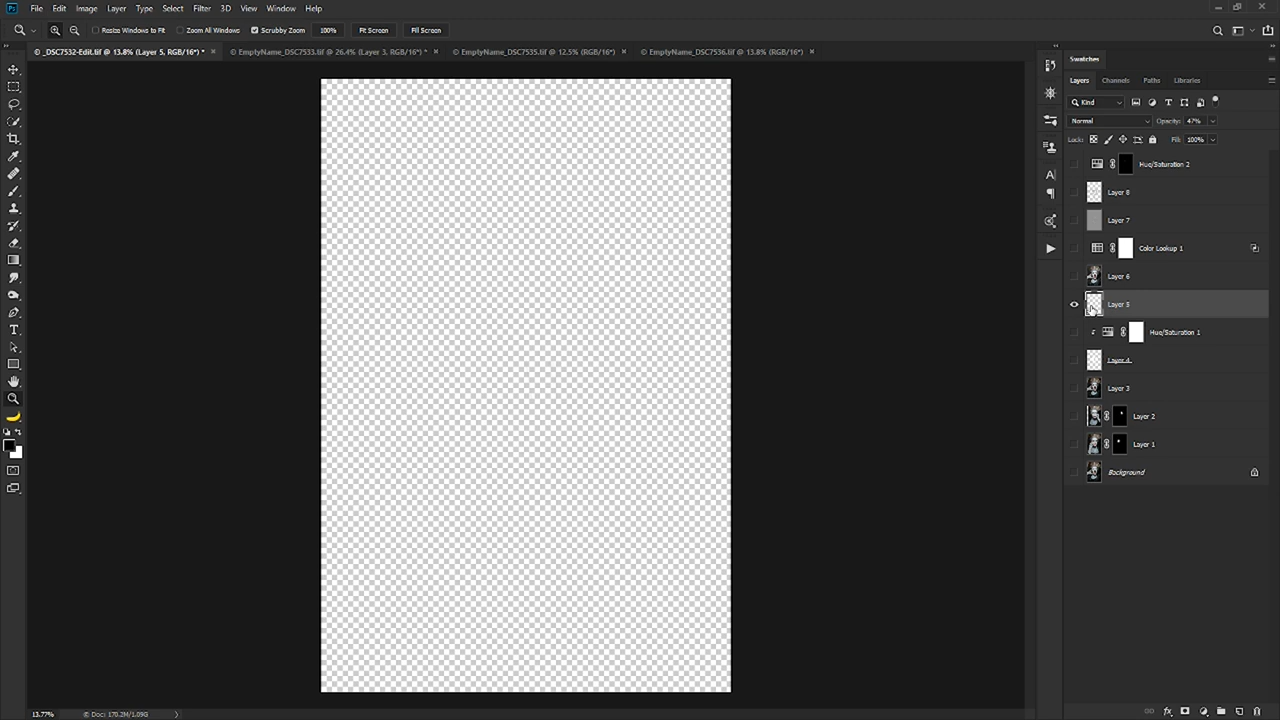 Ps File Edit Image Layer Type Select Filter 3D View Window Help
Resize Windows to Fit Zoom All Windows Scrubby Zoom 100% Fit Screen Fill Screen
_DSC7532-Edit.tif @ 13.8% (Layer 5, RGB/16*) * × EmptyName_DSC7533.tif @ 26.4% (Layer 3, RGB/16*) * × EmptyName_DSC7535.tif @ 12.5% (RGB/16*) × EmptyName_DSC7536.tif @ 13.8% (RGB/16*) ×
Swatches
Layers Channels Paths Libraries
Kind
Normal Opacity: 47%
Lock: Fill: 100%
Hue/Saturation 2
Layer 8
Layer 7
Color Lookup 1
Layer 6
Layer 5
Hue/Saturation 1
Layer 4
Layer 3
Layer 2
Layer 1
Background
13.77% Doc: 170.2M/1.09G